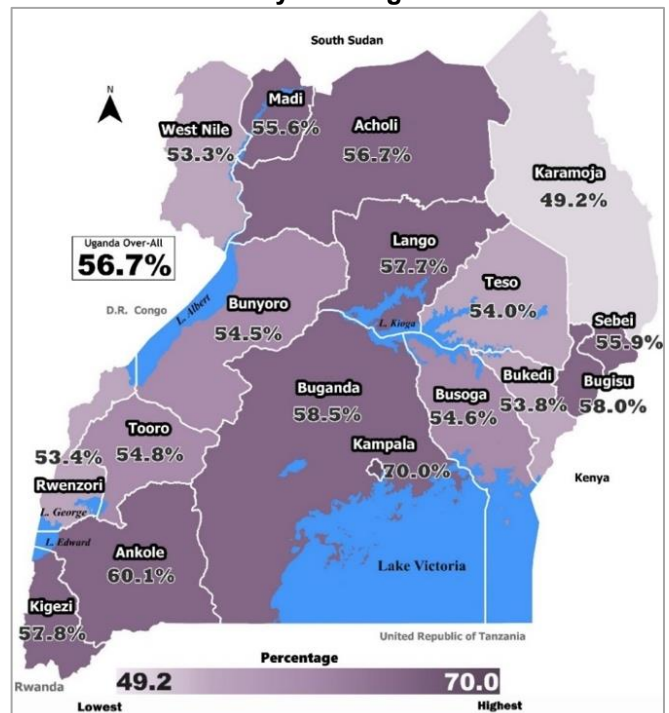 South Sudan
N
Madi
55.6%
West Nile
53.3%
Acholi
56.7%
Karamoja
49.2%
Uganda Over-All
56.7%
Lango
57.7%
Teso
54.0%
D.R. Congo
L. Albert
Bunyoro
54.5%
L. Kioga
Sebei
55.9%
Bukedi
53.8%
Bugisu
58.0%
Buganda
58.5%
Busoga
54.6%
Tooro
54.8%
Kampala
70.0%
53.4%
Rwenzori
Kenya
L. George
L. Edward
Ankole
60.1%
Lake Victoria
Kigezi
57.8%
United Republic of Tanzania
Percentage
49.2
70.0
Rwanda
Lowest
Highest